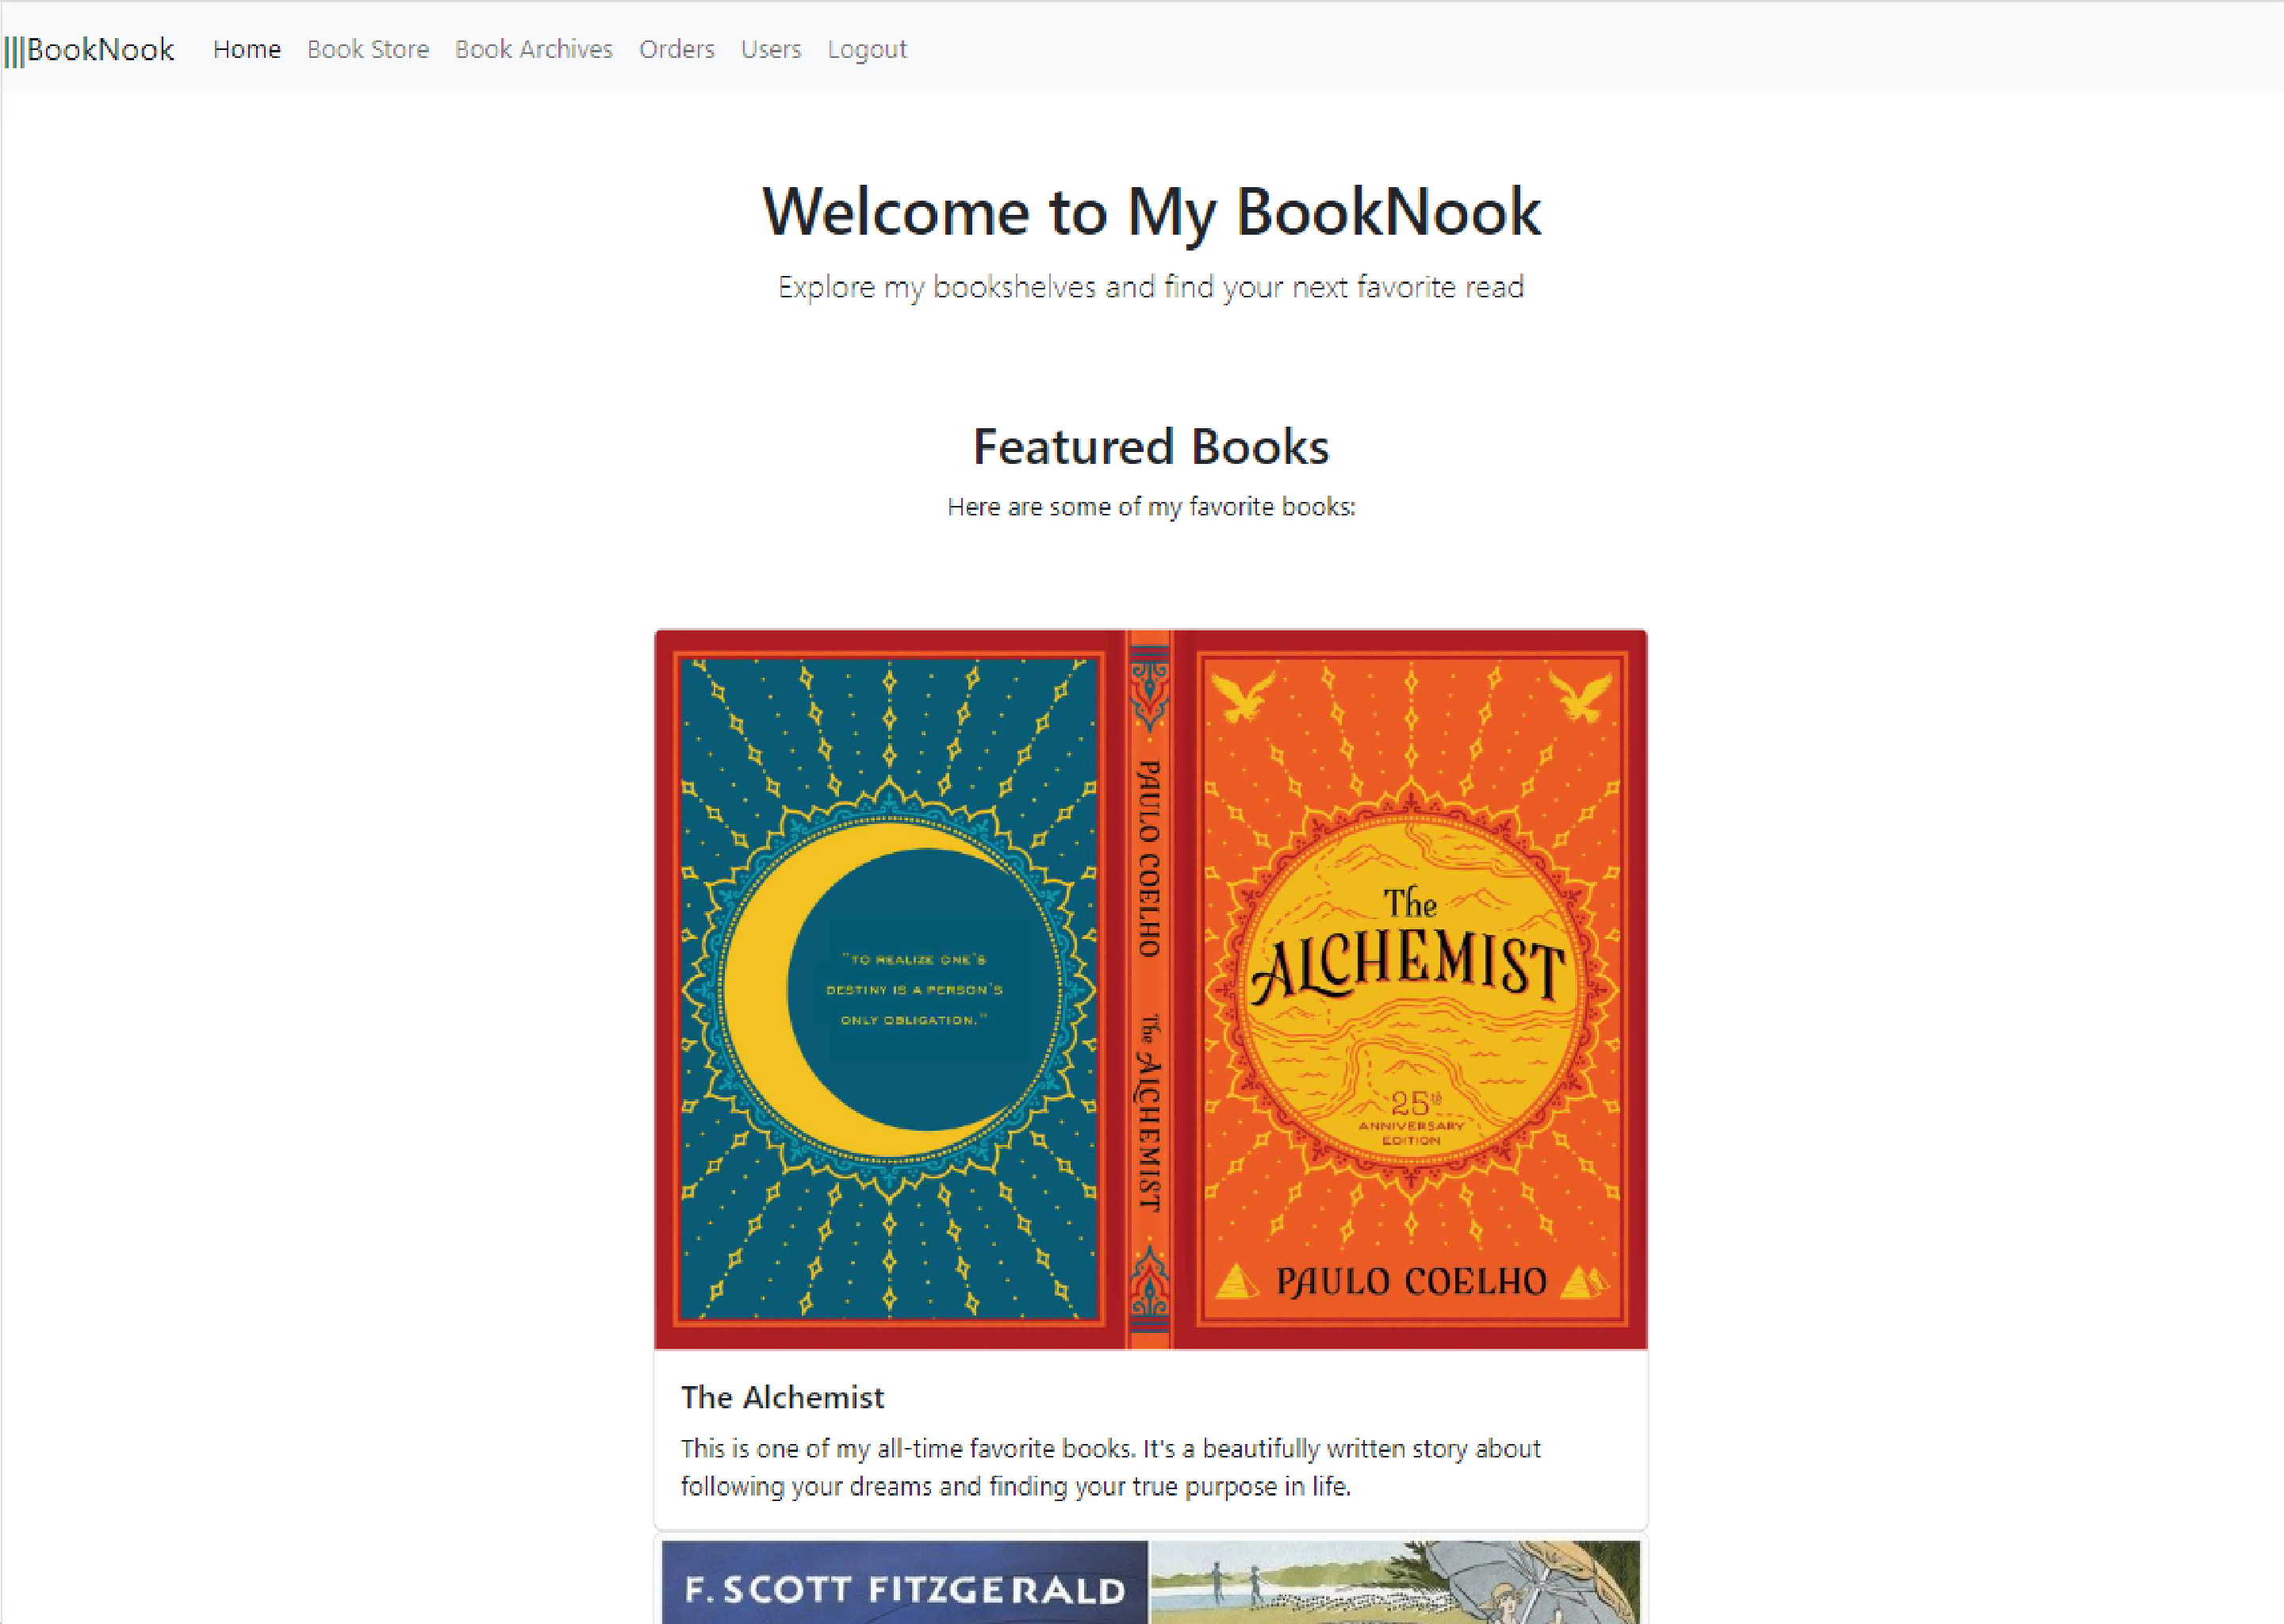 BookNook Home Book Store Book Archives Orders Users Logout
Welcome to My BookNook
Explore my bookshelves and find your next favorite read
Featured Books
Here are some of my favorite books:
"TO REALIZE ONE'S
DESTINY IS A PERSON'S
ONLY OBLIGATION."
PAULO COELHO The ALCHEMIST
The
ALCHEMIST
25th
ANNIVERSARY
EDITION
PAULO COELHO
The Alchemist
This is one of my all-time favorite books. It's a beautifully written story about
following your dreams and finding your true purpose in life.
F. SCOTT FITZGERALD